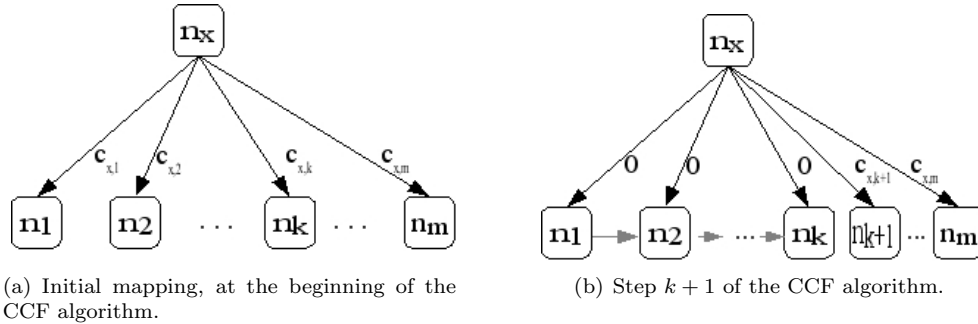 nx nx
cx,1 cx,2 cx,k cx,m 0 0 0 cx,k+1 cx,m
n1 n2 ... nk ... nm n1 n2 ... nk nk+1 ... nm
(a) Initial mapping, at the beginning of the
CCF algorithm.
(b) Step k + 1 of the CCF algorithm.